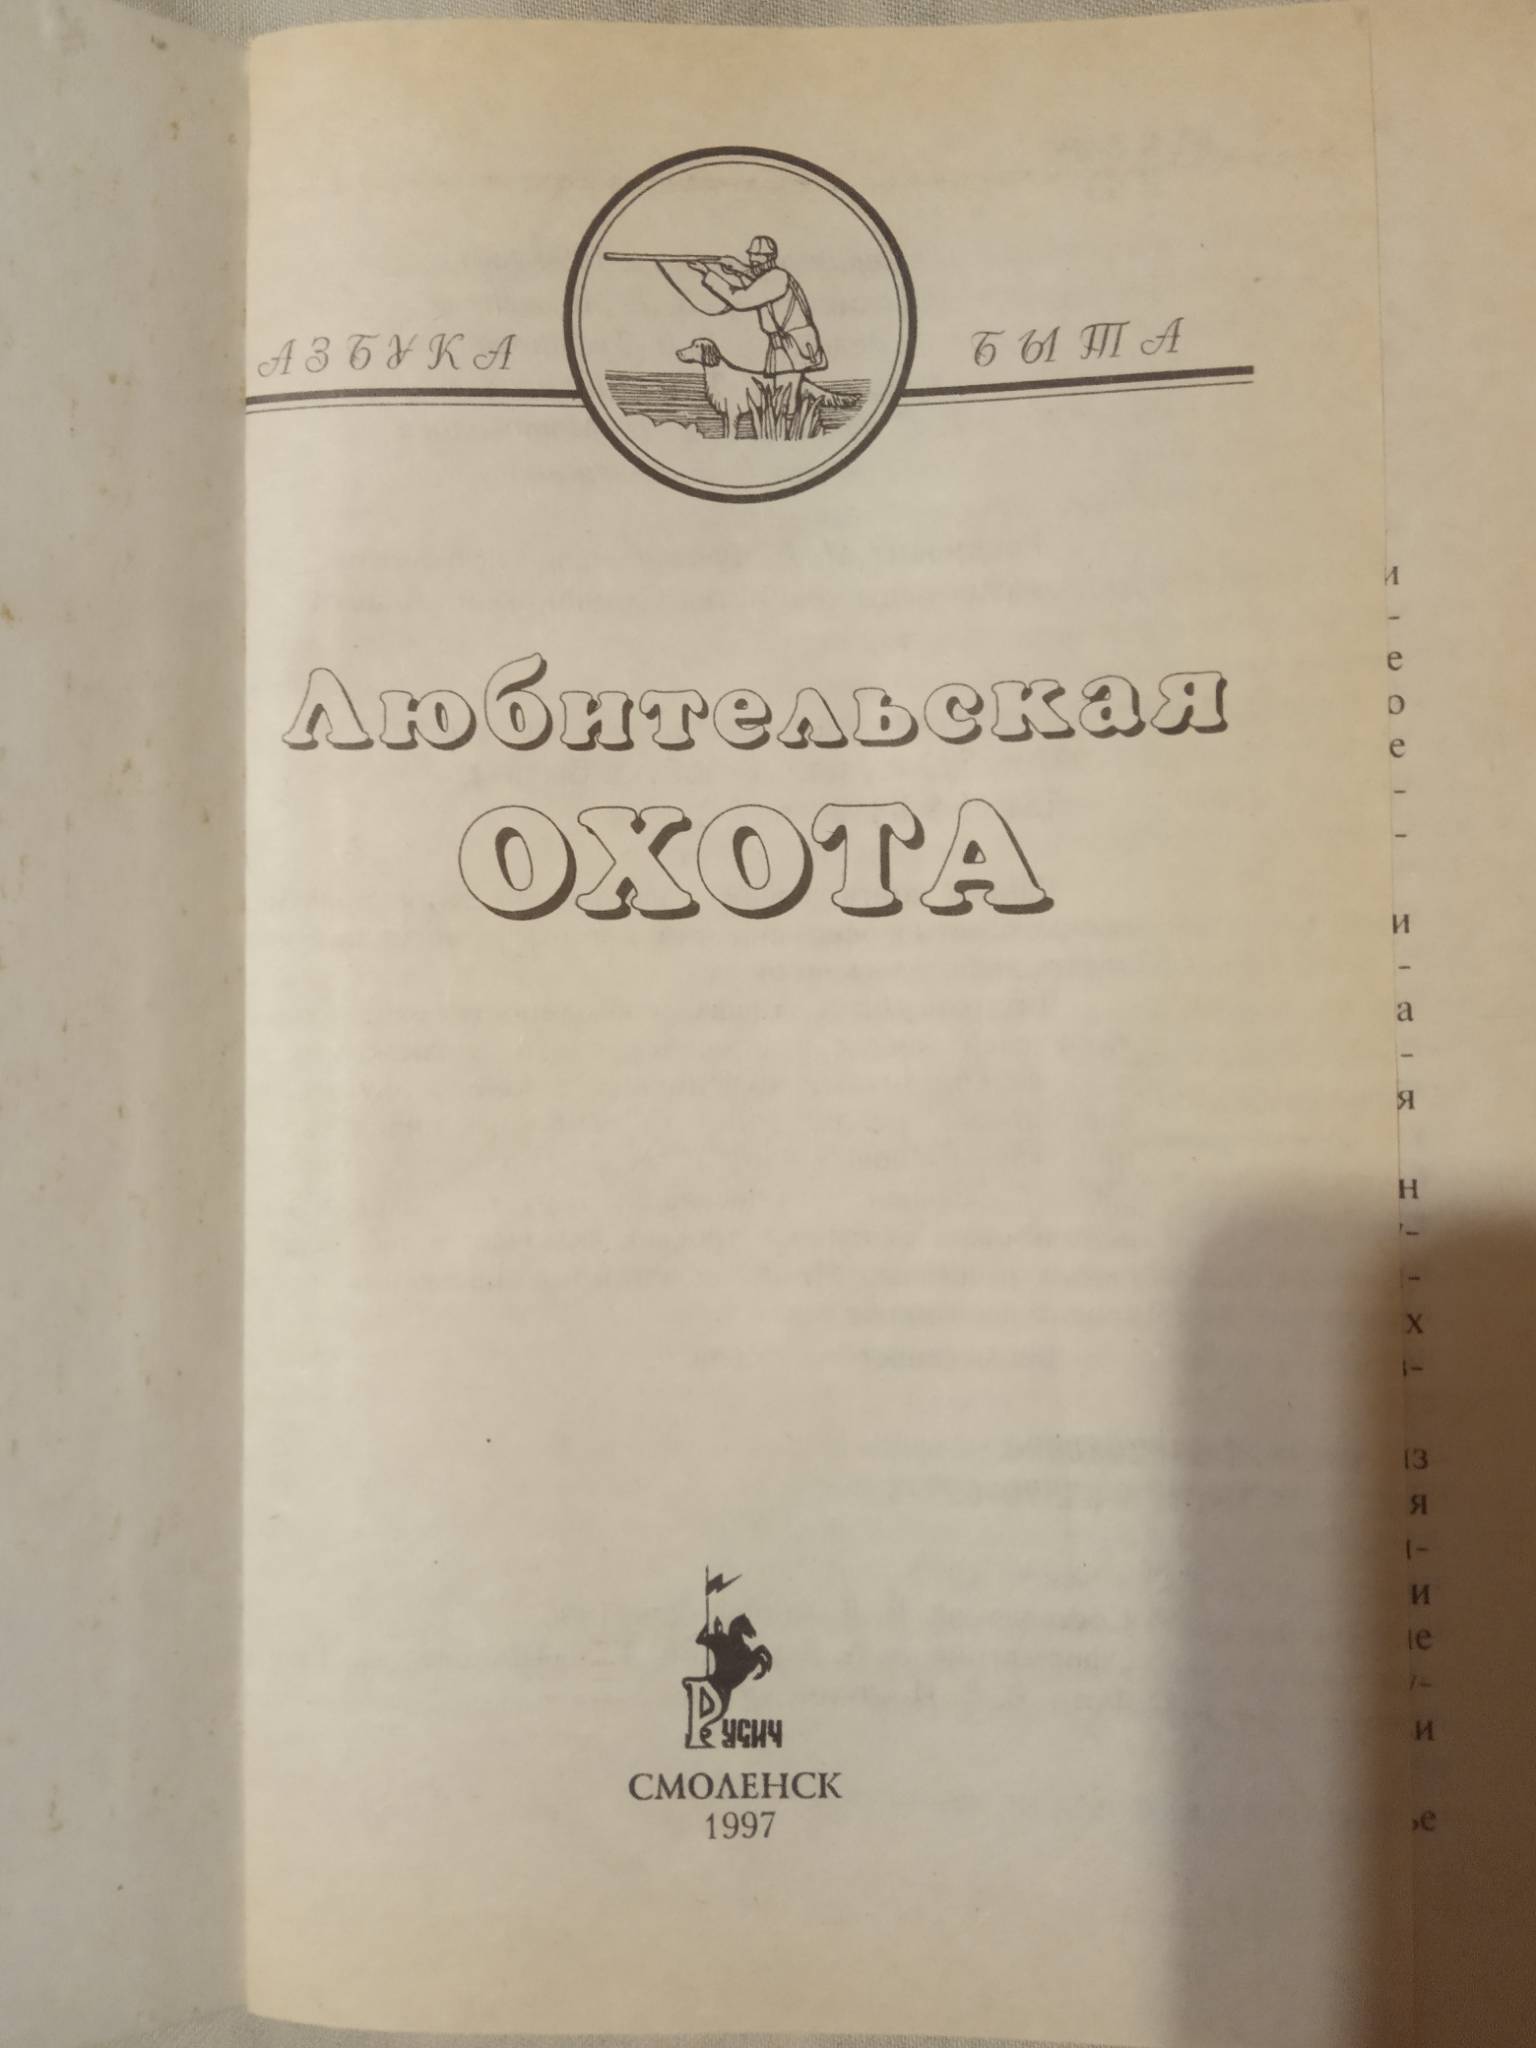 АЗБУКА БЫТА
Любительская
ОХОТА
Русич
СМОЛЕНСК
1997